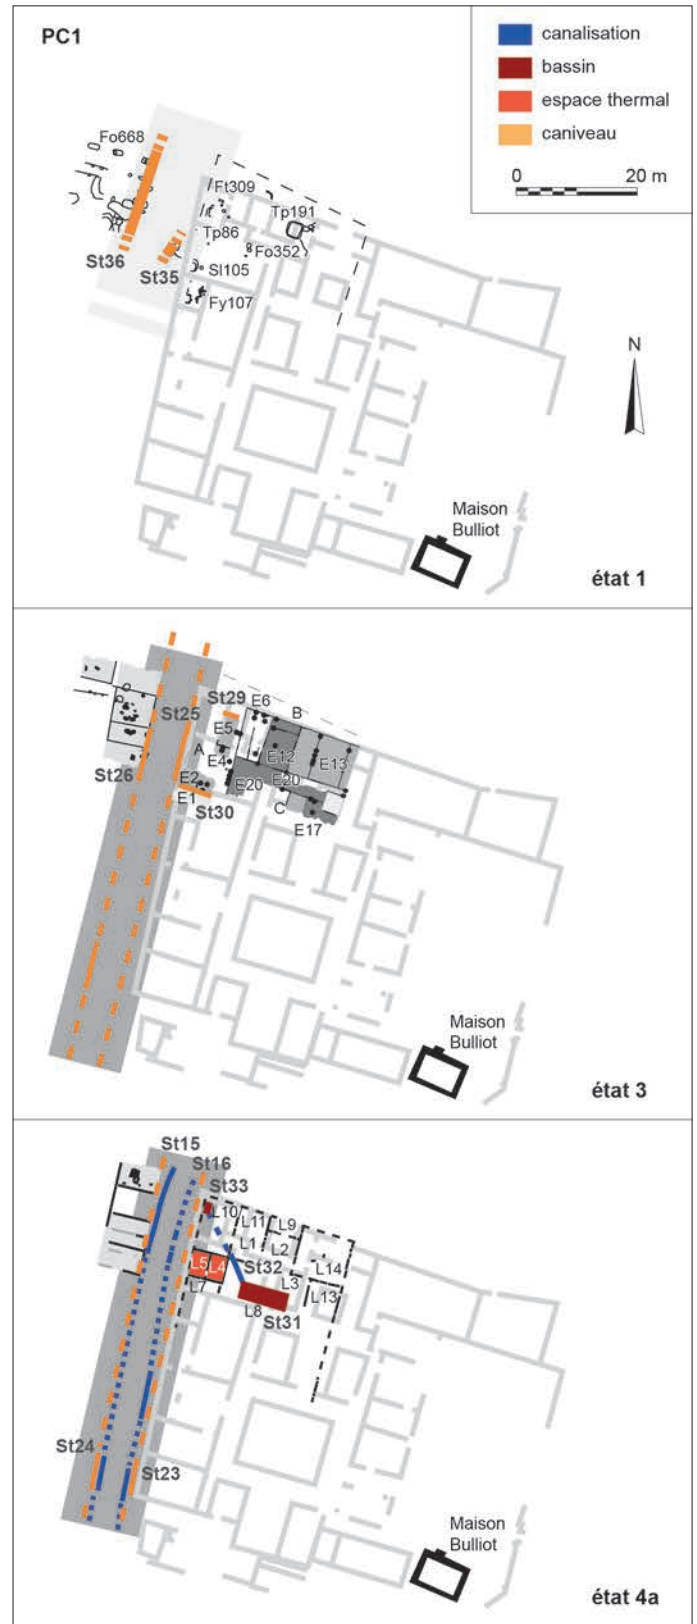 PC1
canalisation
bassin
espace thermal
caniveau
0 20 m
Fo668
Ft309
Tp191
Tp86
Fo352
St36
St35
Sl105
Fy107
N
Maison
Bulliot
état 1
St29
E6
B
St25
E5
A
E12
E13
E4
St26
E2
E20
E20
E1
St30
C
E17
Maison
Bulliot
état 3
St15
St16
St33
L10
L11
L9
L1
L2
L5
L4
St32
L14
L3
L7
L13
L8
St31
St24
St23
Maison
Bulliot
état 4a